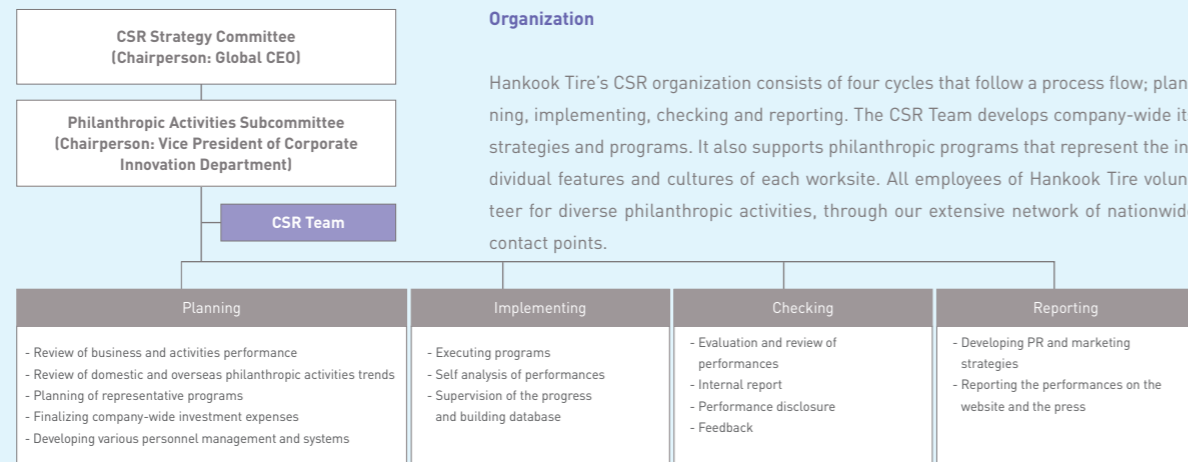 CSR Strategy Committee
(Chairperson: Global CEO)
Philanthropic Activities Subcommittee
(Chairperson: Vice President of Corporate
Innovation Department)
CSR Team
Organization
Hankook Tire's CSR organization consists of four cycles that follow a process flow; plan
ning, implementing, checking and reporting. The CSR Team develops company-wide it
strategies and programs. It also supports philanthropic programs that represent the in
dividual features and cultures of each worksite. All employees of Hankook Tire volun
teer for diverse philanthropic activities, through our extensive network of nationwid
contact points.
Planning
- Review of business and activities performance
- Review of domestic and overseas philanthropic activities trends
- Planning of representative programs
- Finalizing company-wide investment expenses
- Developing various personnel management and systems
Implementing
- Executing programs
- Self analysis of performances
- Supervision of the progress
and building database
Checking
- Evaluation and review of
performances
- Internal report
- Performance disclosure
- Feedback
Reporting
- Developing PR and marketing
strategies
- Reporting the performances on the
website and the press